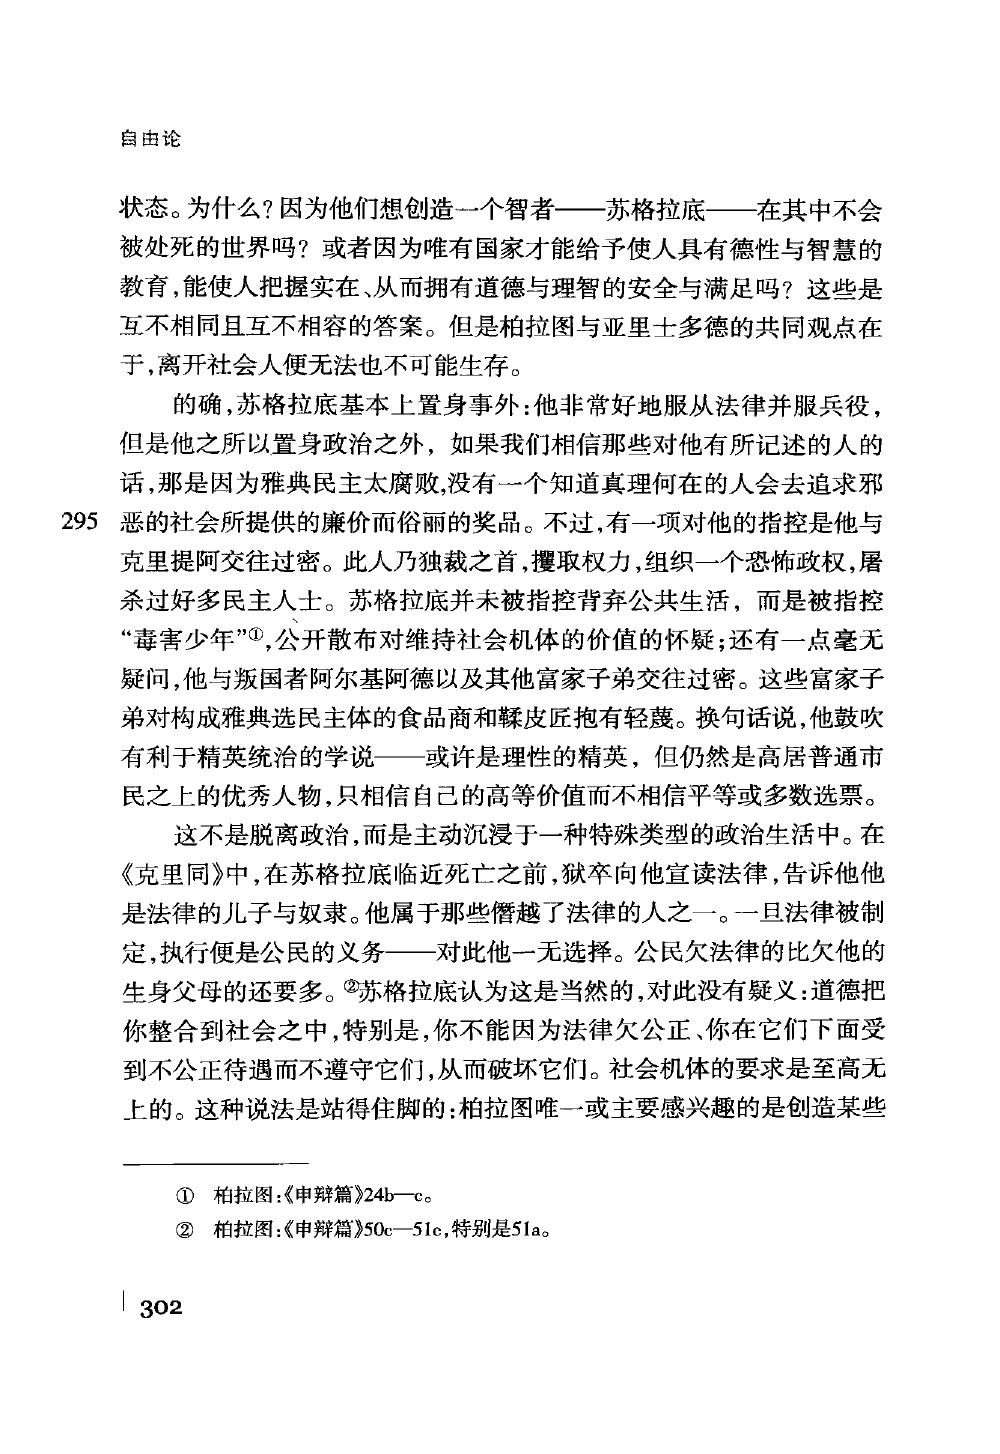 自由论
状态。为什么？因为他们想创造一个智者——苏格拉底——在其中不会
被处死的世界吗？或者因为唯有国家才能给予使人具有德性与智慧的
教育，能使人把握实在、从而拥有道德与理智的安全与满足吗？这些是
互不相同且互不相容的答案。但是柏拉图与亚里士多德的共同观点在
于，离开社会人便无法也不可能生存。
的确，苏格拉底基本上置身事外：他非常好地服从法律并服兵役，
但是他之所以置身政治之外，如果我们相信那些对他有所记述的人的
话，那是因为雅典民主太腐败，没有一个知道真理何在的人会去追求邪
295 恶的社会所提供的廉价而俗丽的奖品。不过，有一项对他的指控是他与
克里提阿交往过密。此人乃独裁之首，攫取权力，组织一个恐怖政权，屠
杀过好多民主人士。苏格拉底并未被指控背弃公共生活，而是被指控
“毒害少年”①，公开散布对维持社会机体的价值的怀疑；还有一点毫无
疑问，他与叛国者阿尔基阿德以及其他富家子弟交往过密。这些富家子
弟对构成雅典选民主体的食品商和鞣皮匠抱有轻蔑。换句话说，他鼓吹
有利于精英统治的学说——或许是理性的精英，但仍然是高居普通市
民之上的优秀人物，只相信自己的高等价值而不相信平等或多数选票。
这不是脱离政治，而是主动沉浸于一种特殊类型的政治生活中。在
《克里同》中，在苏格拉底临近死亡之前，狱卒向他宣读法律，告诉他他
是法律的儿子与奴隶。他属于那些僭越了法律的人之一。一旦法律被制
定，执行便是公民的义务——对此他一无选择。公民欠法律的比欠他的
生身父母的还要多。②苏格拉底认为这是当然的，对此没有疑义：道德把
你整合到社会之中，特别是，你不能因为法律欠公正、你在它们下面受
到不公正待遇而不遵守它们，从而破坏它们。社会机体的要求是至高无
上的。这种说法是站得住脚的：柏拉图唯一或主要感兴趣的是创造某些
① 柏拉图：《申辩篇》24b—c。
② 柏拉图：《申辩篇》50c—51c，特别是51a。
302